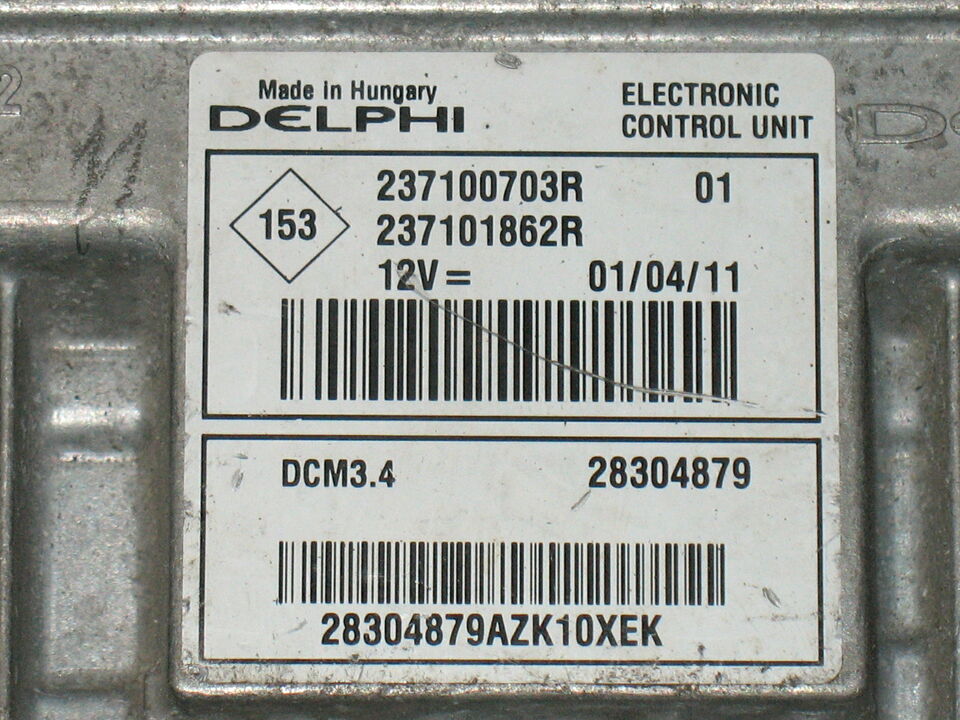 Made in Hungary
DELPHI
ELECTRONIC
CONTROL UNIT
153
237100703R 01
237101862R
12V= 01/04/11
DCM3.4 28304879
28304879AZK10XEK
2